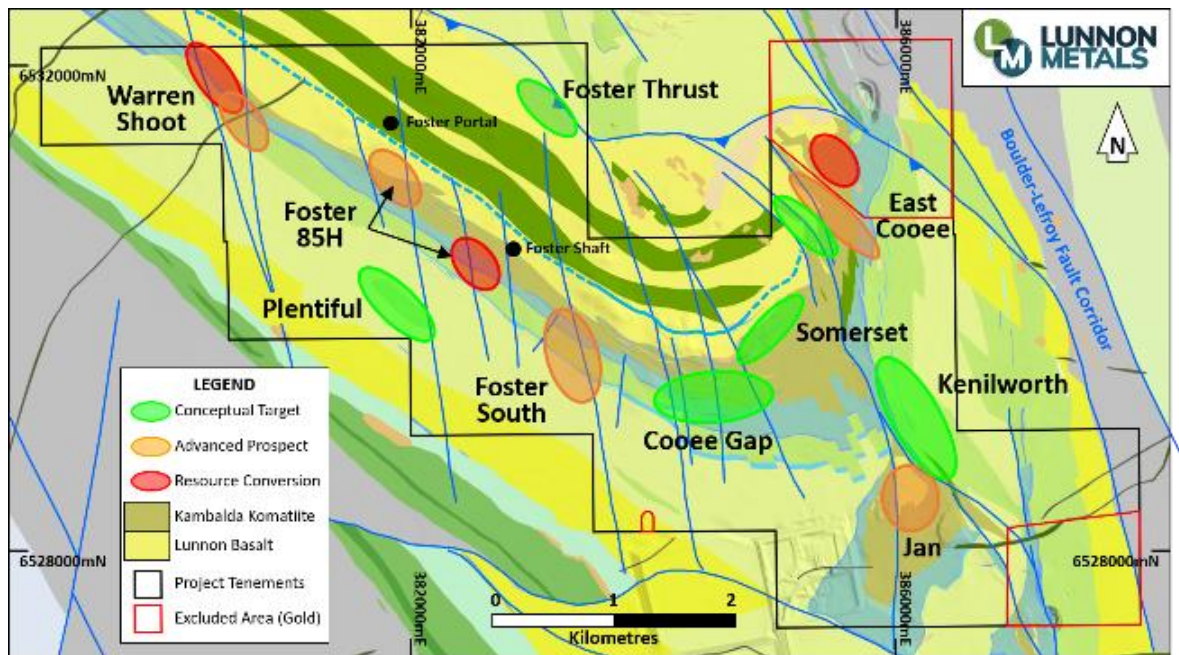 6532000mN
382000mE
386000mE
LM
LUNNON
METALS
N
Warren
Shoot
Foster Portal
Foster Thrust
East
Cooee
Boulder-Lefroy Fault Corridor
Foster
85H
Foster Shaft
Plentiful
Somerset
Foster
South
Kenilworth
Cooee Gap
Jan
LEGEND
Conceptual Target
Advanced Prospect
Resource Conversion
Kambalda Komatiite
Lunnon Basalt
Project Tenements
Excluded Area (Gold)
6528000mN
6528000mN
382000mE
386000mE
0 1 2
Kilometres